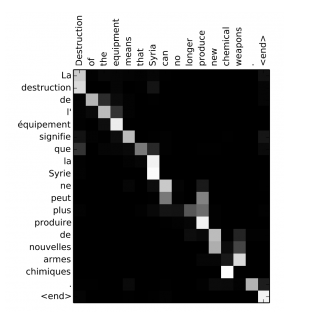 Destruction
of
the
equipment
means
that
Syria
can
no
longer
produce
new
chemical
weapons
.
<end>
La
destruction
de
l'
équipement
signifie
que
la
Syrie
ne
peut
plus
produire
de
nouvelles
armes
chimiques
.
<end>